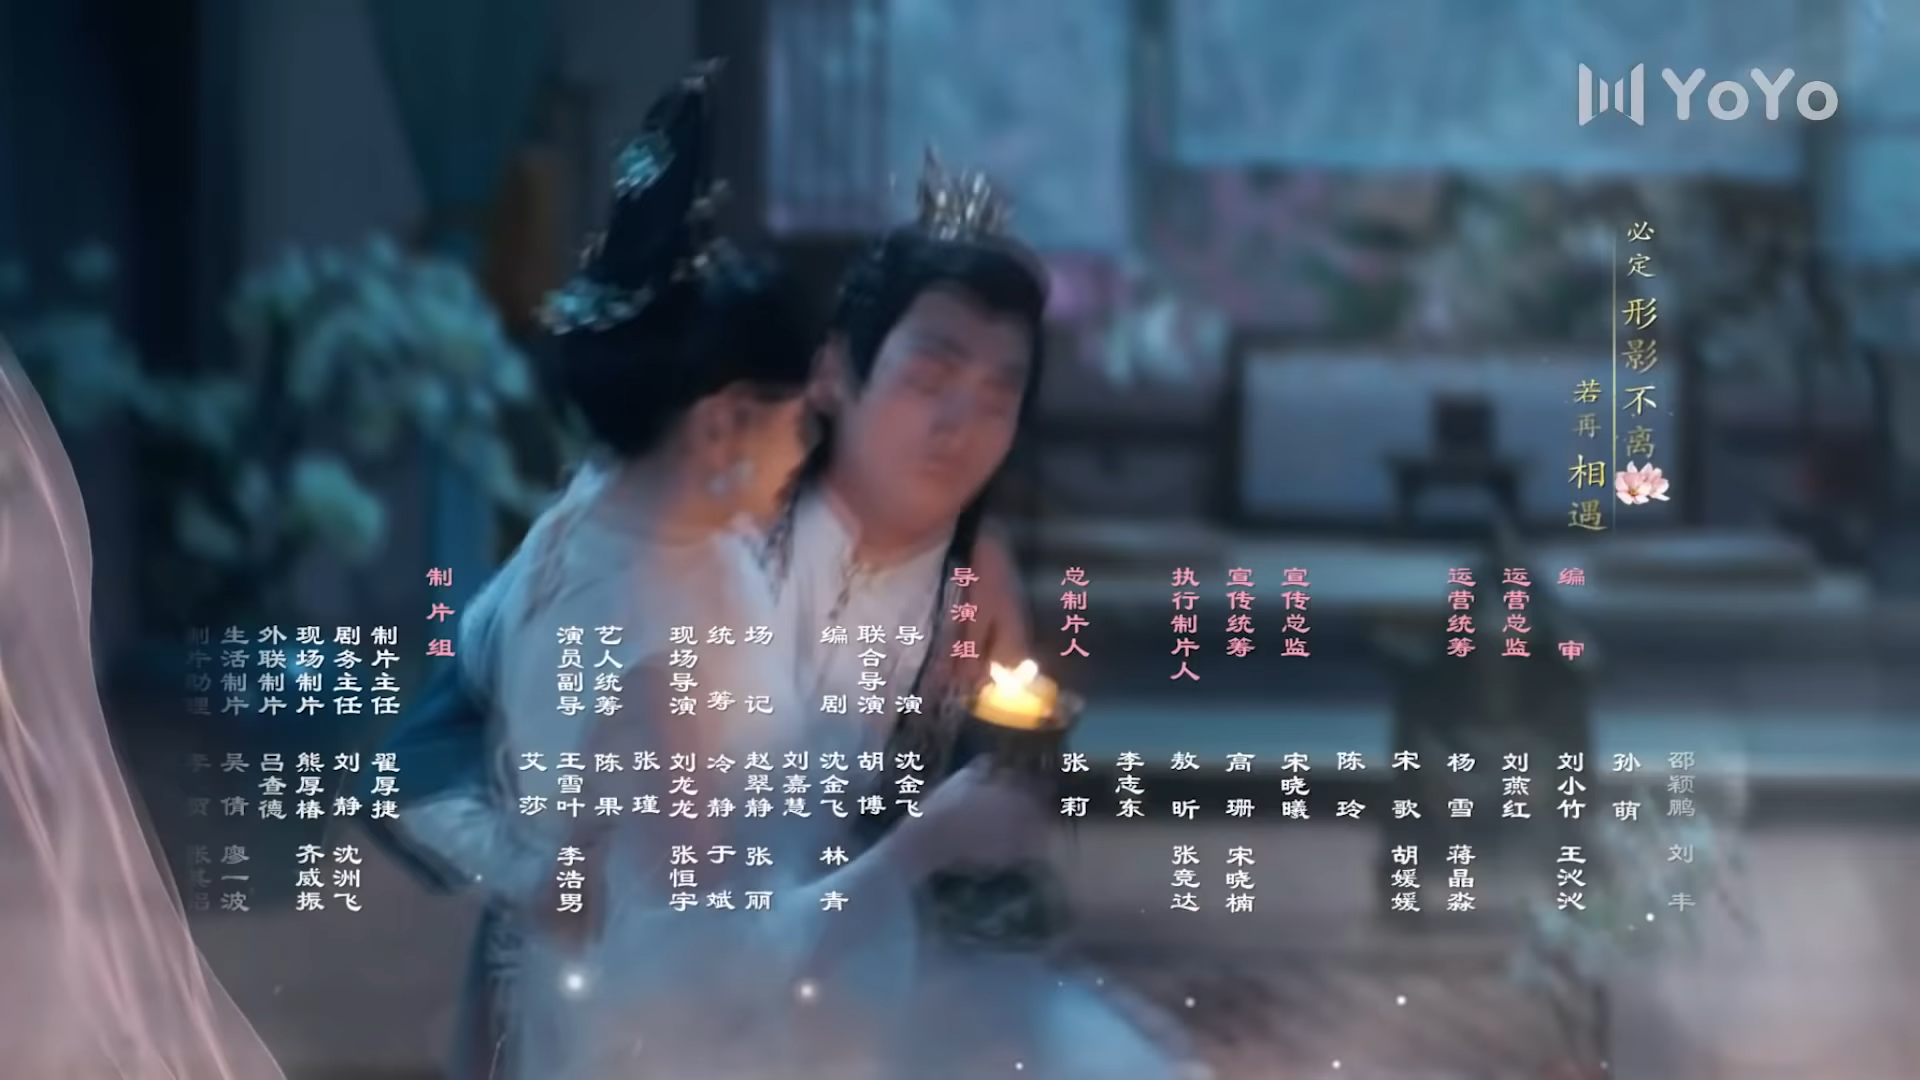 YoYo
必定形影不离
若再相遇
邵颖鹏
刘丰
孙萌
编审
刘小竹
王沁沁
运营总监
刘燕红
运营统筹
杨雪
蒋晶淼
宋歌
胡媛媛
陈玲
宣传总监
宋晓曦
宣传统筹
高珊
宋晓楠
执行制片人
敖昕
张竞达
李志东
总制片人
张莉
导演组
导演
沈金飞
联合导演
胡博
编剧
沈金飞
林青
刘嘉慧
场记
赵翠静
张丽
统筹
冷静
于斌
现场导演
刘龙龙
张恒宇
张瑾
艺人统筹
陈果
演员副导
王雪叶
李浩男
艾莎
制片组
制片主任
翟厚捷
剧务主任
刘静
沈洲飞
现场制片
熊厚椿
齐威振
外联制片
吕查德
生活制片
吴倩
廖一波
制片助理
李贺